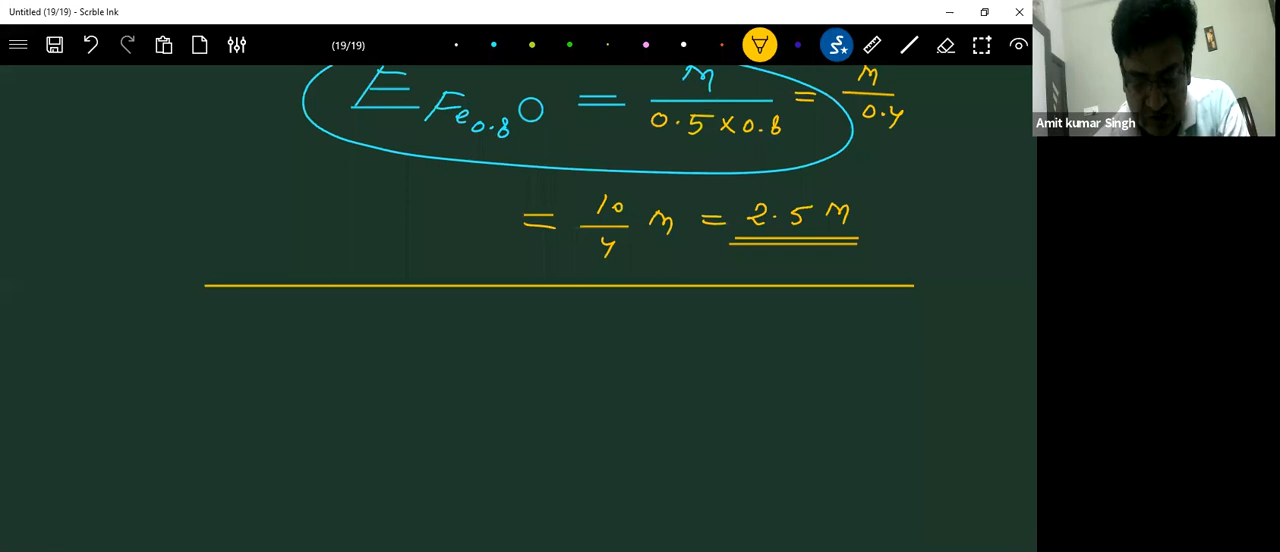 Untitled (19/19) - Scrble Ink
(19/19)
Amit kumar Singh
E Fe0.8O = M / 0.5 × 0.8 = M / 0.4
= 10 / 4 M = 2.5 M